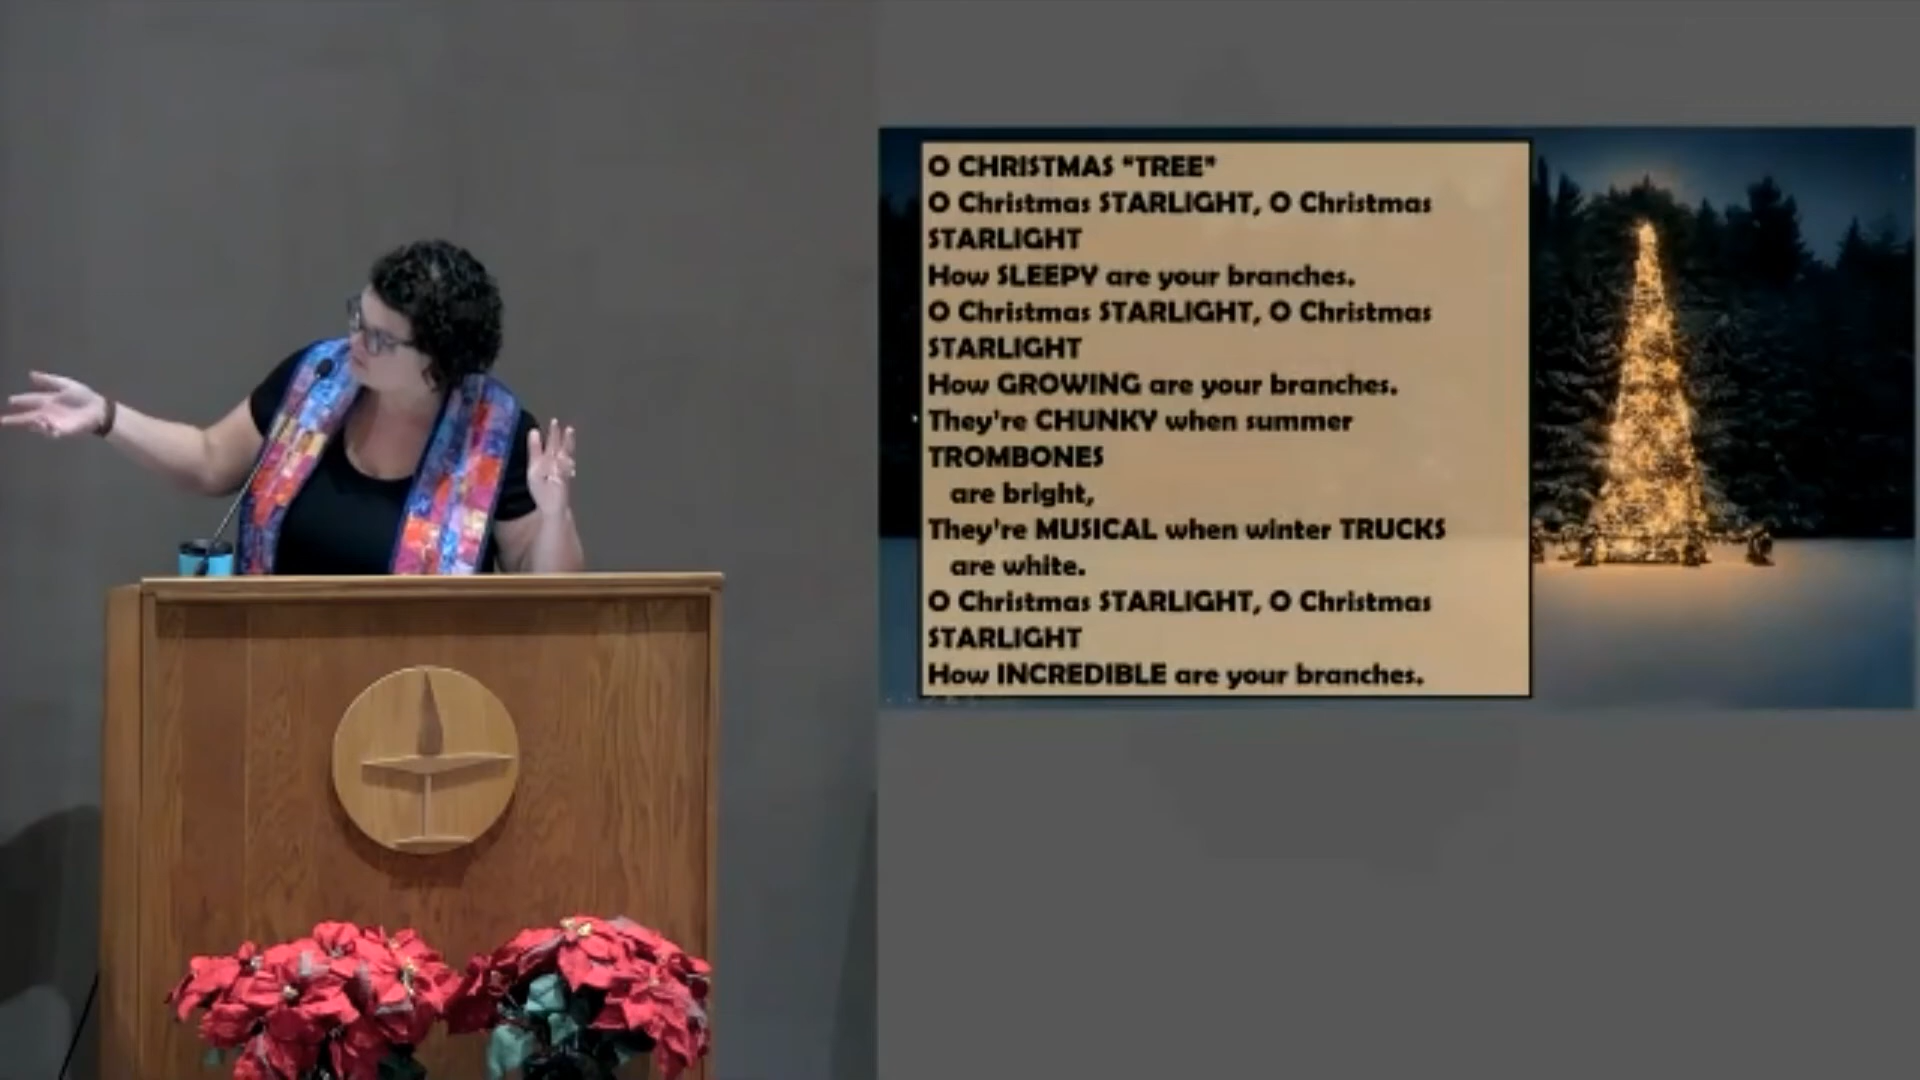 O CHRISTMAS "TREE"
O Christmas STARLIGHT, O Christmas
STARLIGHT
How SLEEPY are your branches.
O Christmas STARLIGHT, O Christmas
STARLIGHT
How GROWING are your branches.
They're CHUNKY when summer
TROMBONES
are bright,
They're MUSICAL when winter TRUCKS
are white.
O Christmas STARLIGHT, O Christmas
STARLIGHT
How INCREDIBLE are your branches.